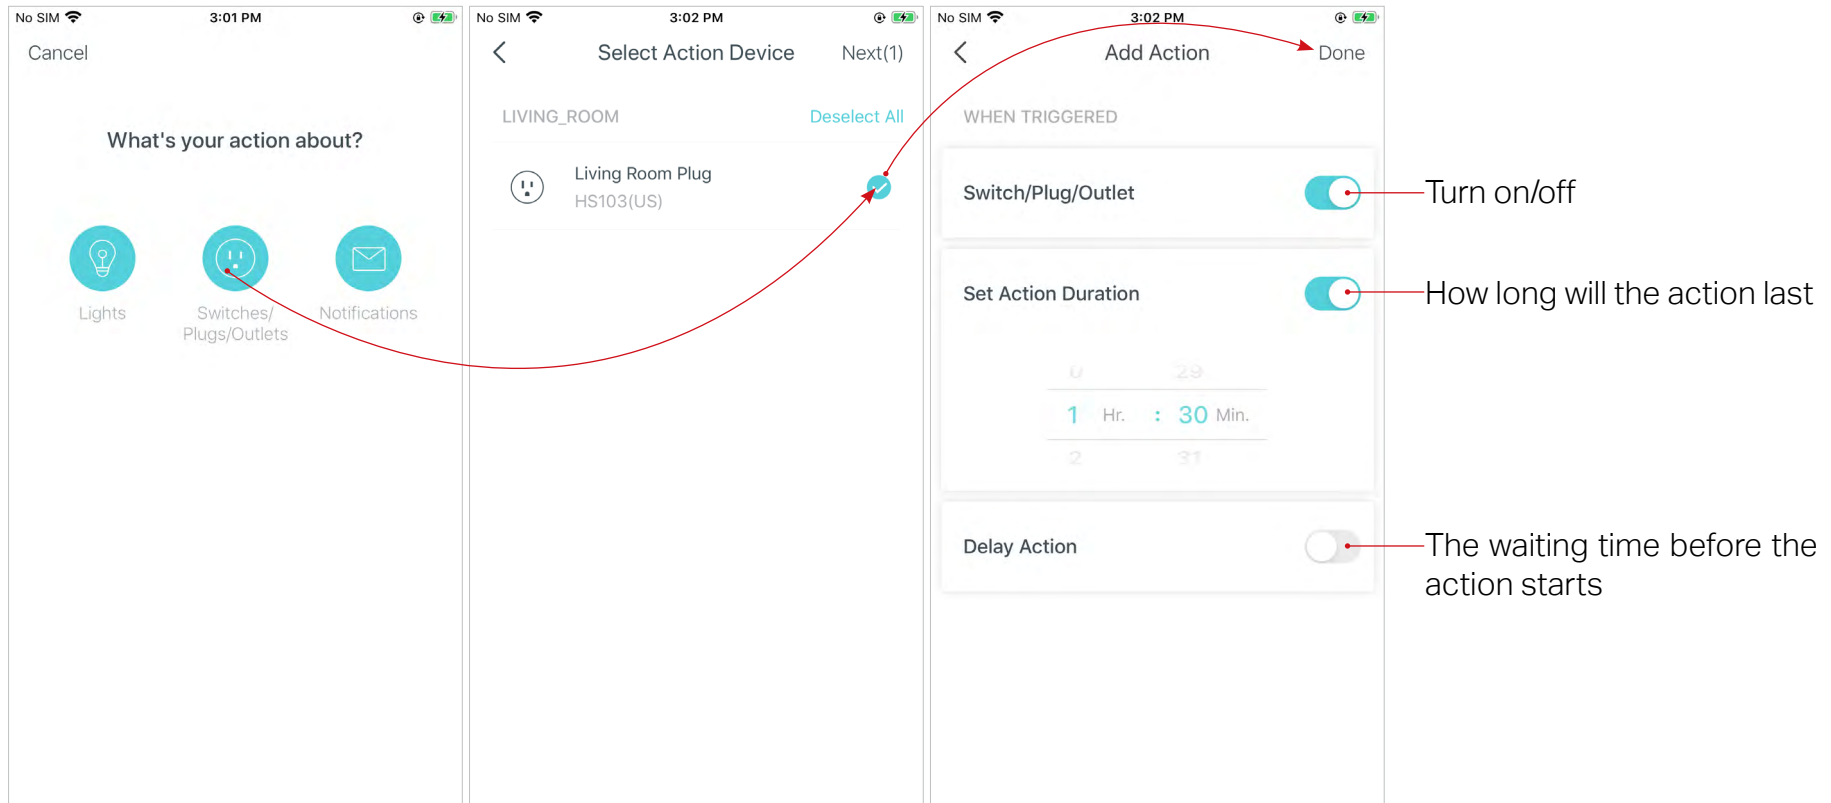 No SIM 3:01 PM
Cancel
What's your action about?
Lights
Switches/
Plugs/Outlets
Notifications
No SIM 3:02 PM
Select Action Device Next(1)
LIVING_ROOM Deselect All
Living Room Plug
HS103(US)
No SIM 3:02 PM
Add Action Done
WHEN TRIGGERED
Switch/Plug/Outlet
Set Action Duration
0 29
1 Hr. : 30 Min.
2 31
Delay Action
Turn on/off
How long will the action last
The waiting time before the
action starts